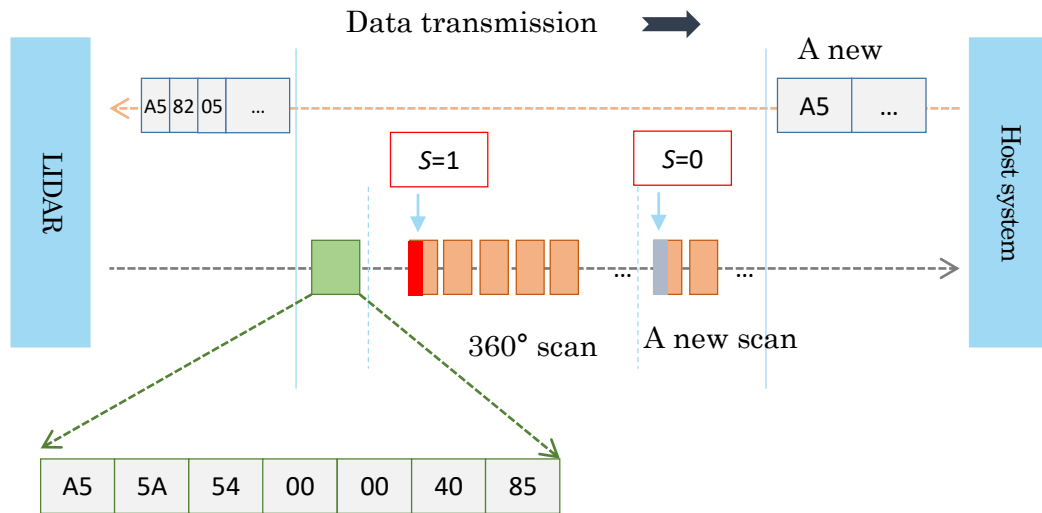 Data transmission
A new
A5 82 05 ...
A5 ...
LIDAR
Host system
S=1
S=0
... ...
360° scan
A new scan
A5 5A 54 00 00 40 85